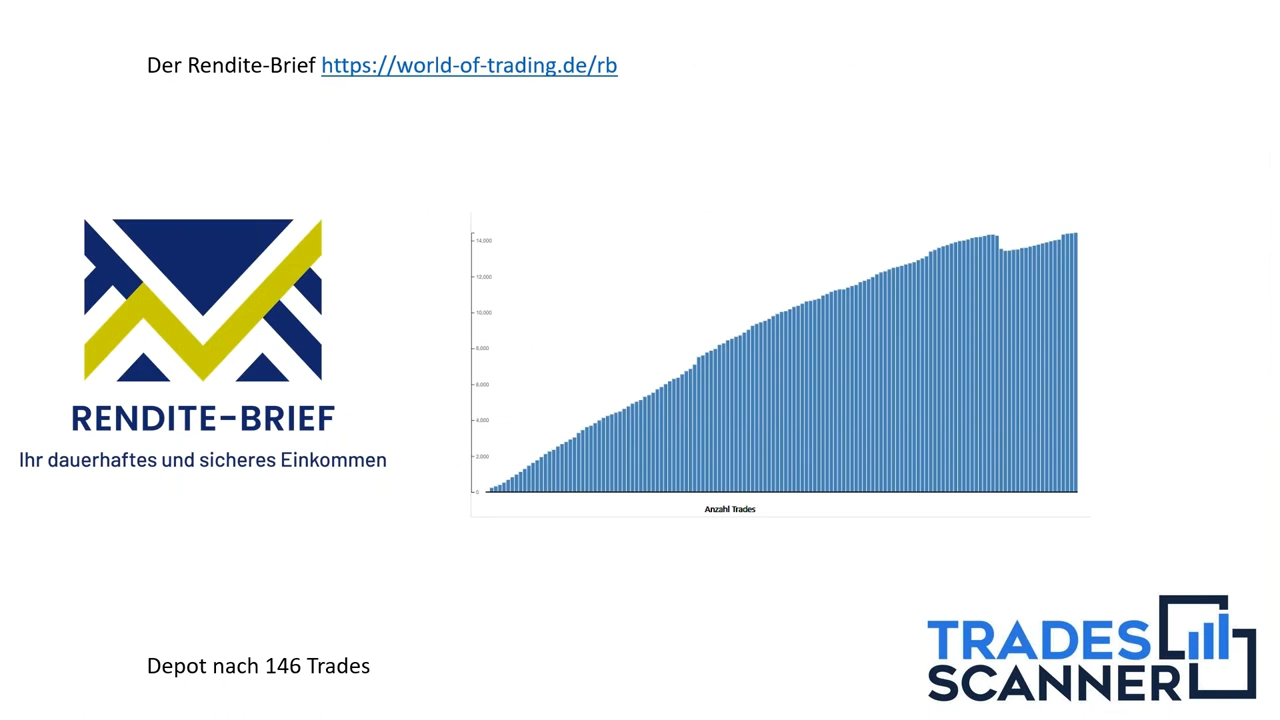 Der Rendite-Brief https://world-of-trading.de/rb
RENDITE-BRIEF
Ihr dauerhaftes und sicheres Einkommen
14,000
12,000
10,000
8,000
6,000
4,000
2,000
0
Anzahl Trades
Depot nach 146 Trades
TRADES
SCANNER